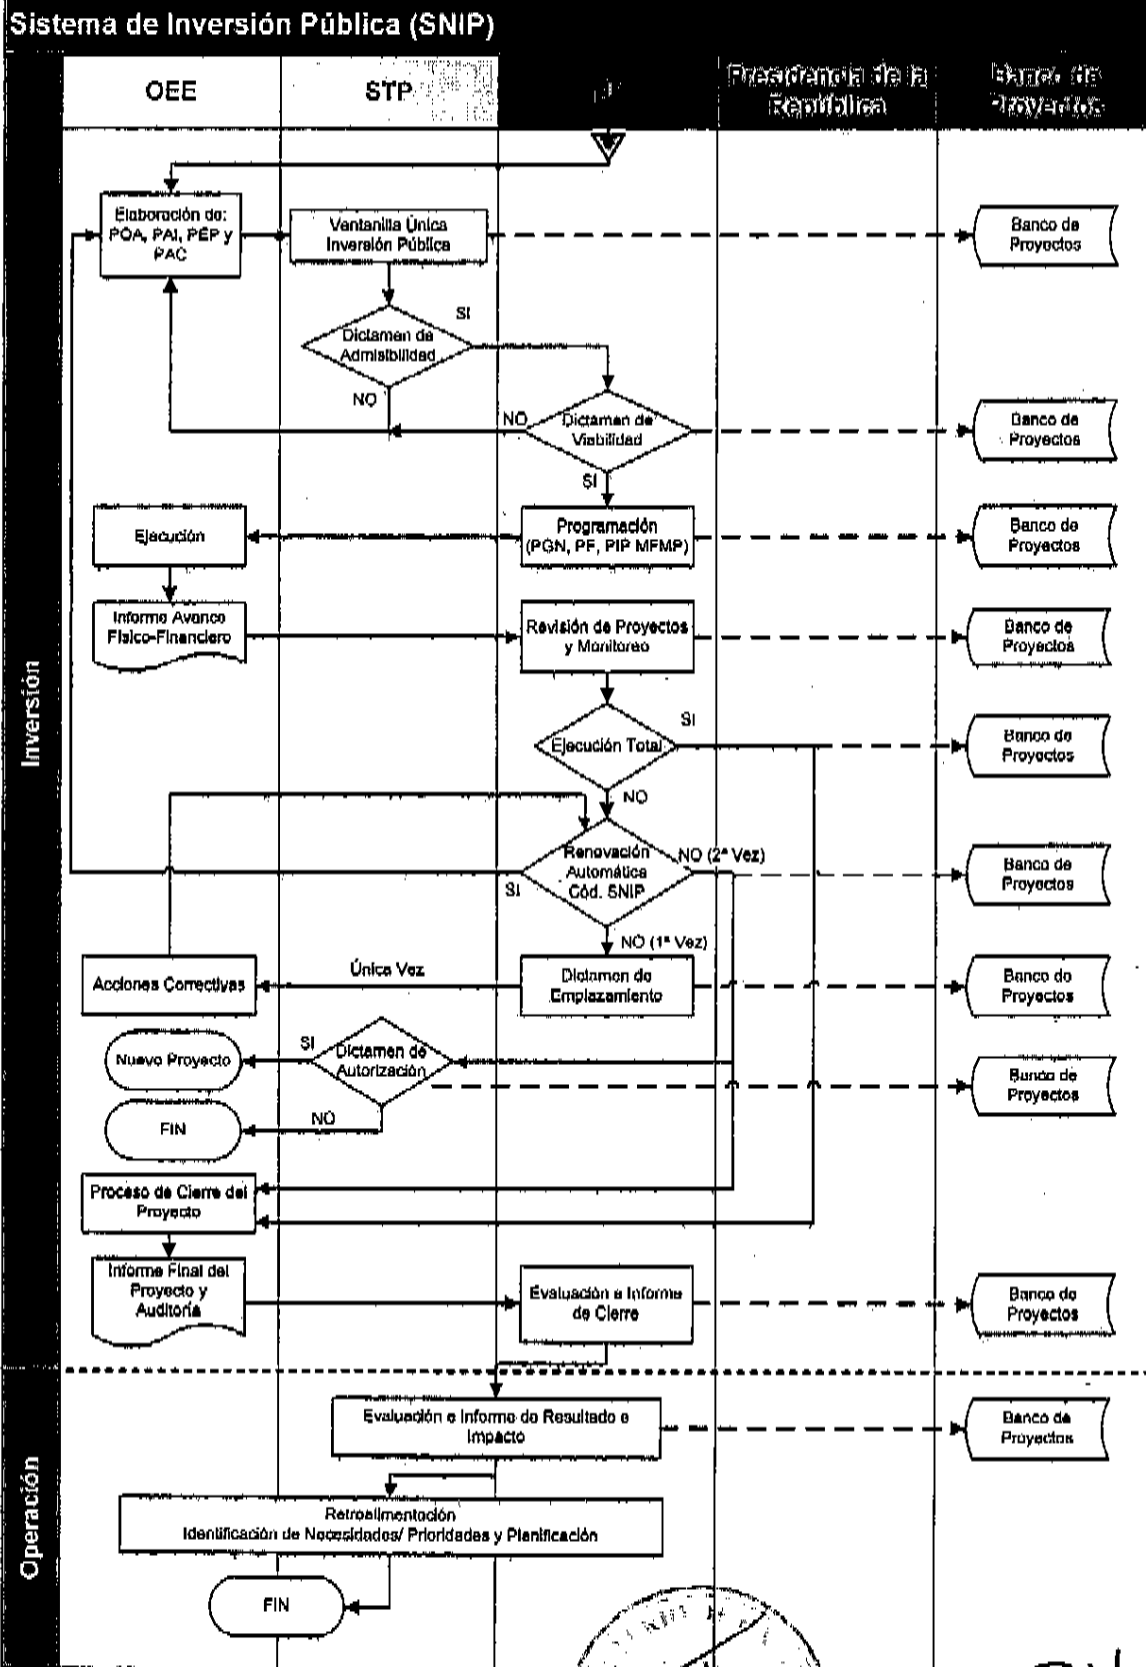 Sistema de Inversión Pública (SNIP)
OEE
STP
Presidencia de la
República
Banco de
Proyectos
Inversión
Elaboración de:
POA, PAI, PEP y
PAC
Ventanilla Única
Inversión Pública
Banco de
Proyectos
SI
Dictamen de
Admisibilidad
NO
NO
Dictamen de
Viabilidad
Banco de
Proyectos
SI
Ejecución
Programación
(PGN, PF, PIP MFMP)
Banco de
Proyectos
Informe Avance
Físico-Financiero
Revisión de Proyectos
y Monitoreo
Banco de
Proyectos
SI
Ejecución Total
Banco de
Proyectos
NO
Renovación
Automática
Cód. SNIP
NO (2ª Vez)
SI
Banco de
Proyectos
NO (1ª Vez)
Acciones Correctivas
Única Vez
Dictamen de
Emplazamiento
Banco de
Proyectos
Nuevo Proyecto
SI
Dictamen de
Autorización
Banco de
Proyectos
FIN
NO
Proceso de Cierre del
Proyecto
Informe Final del
Proyecto y
Auditoría
Evaluación e Informe
de Cierre
Banco de
Proyectos
Operación
Evaluación e Informe de Resultado e
Impacto
Banco de
Proyectos
Retroalimentación
Identificación de Necesidades/ Prioridades y Planificación
FIN